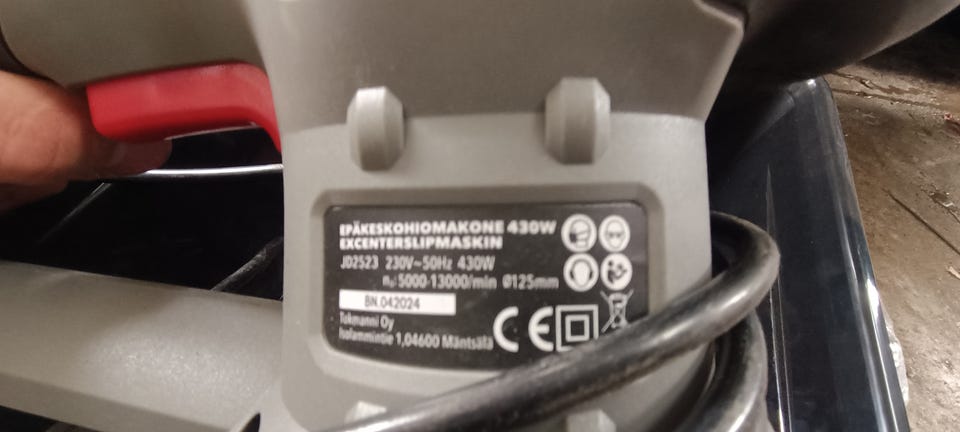 EPÄKESKOHIOMAKONE 430W
EXCENTERSLIPMASKIN
JD2523 230V~50Hz 430W
n₀: 5000-13000/min Ø125mm
BN.042024
Tokmanni Oy
Isolammintie 1,04600 Mäntsälä
CE